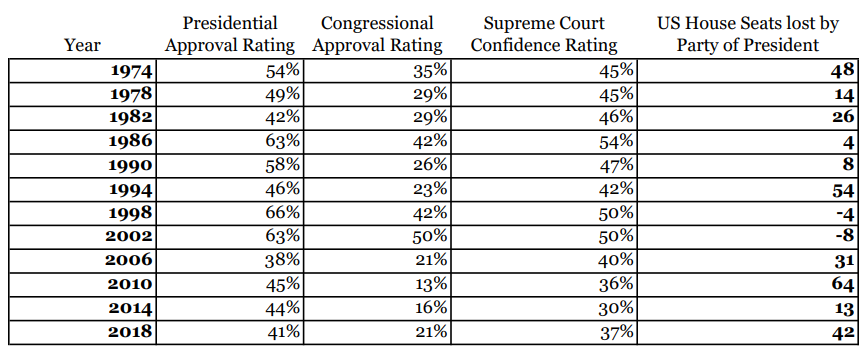 Year Presidential Approval Rating Congressional Approval Rating Supreme Court Confidence Rating US House Seats lost by Party of President
1974 54% 35% 45% 48
1978 49% 29% 45% 14
1982 42% 29% 46% 26
1986 63% 42% 54% 4
1990 58% 26% 47% 8
1994 46% 23% 42% 54
1998 66% 42% 50% -4
2002 63% 50% 50% -8
2006 38% 21% 40% 31
2010 45% 13% 36% 64
2014 44% 16% 30% 13
2018 41% 21% 37% 42